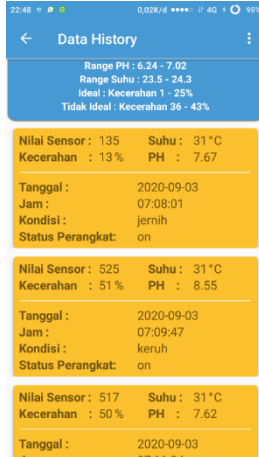 22:48 0,02K/d 4G 95%
Data History
Range PH : 6.24 - 7.02
Range Suhu : 23.5 - 24.3
Ideal : Kecerahan 1 - 25%
Tidak Ideal : Kecerahan 36 - 43%
Nilai Sensor : 135 Suhu : 31°C
Kecerahan : 13% PH : 7.67
Tanggal : 2020-09-03
Jam : 07:08:01
Kondisi : jernih
Status Perangkat: on
Nilai Sensor : 525 Suhu : 31°C
Kecerahan : 51% PH : 8.55
Tanggal : 2020-09-03
Jam : 07:09:47
Kondisi : keruh
Status Perangkat: on
Nilai Sensor : 517 Suhu : 31°C
Kecerahan : 50% PH : 7.62
Tanggal : 2020-09-03